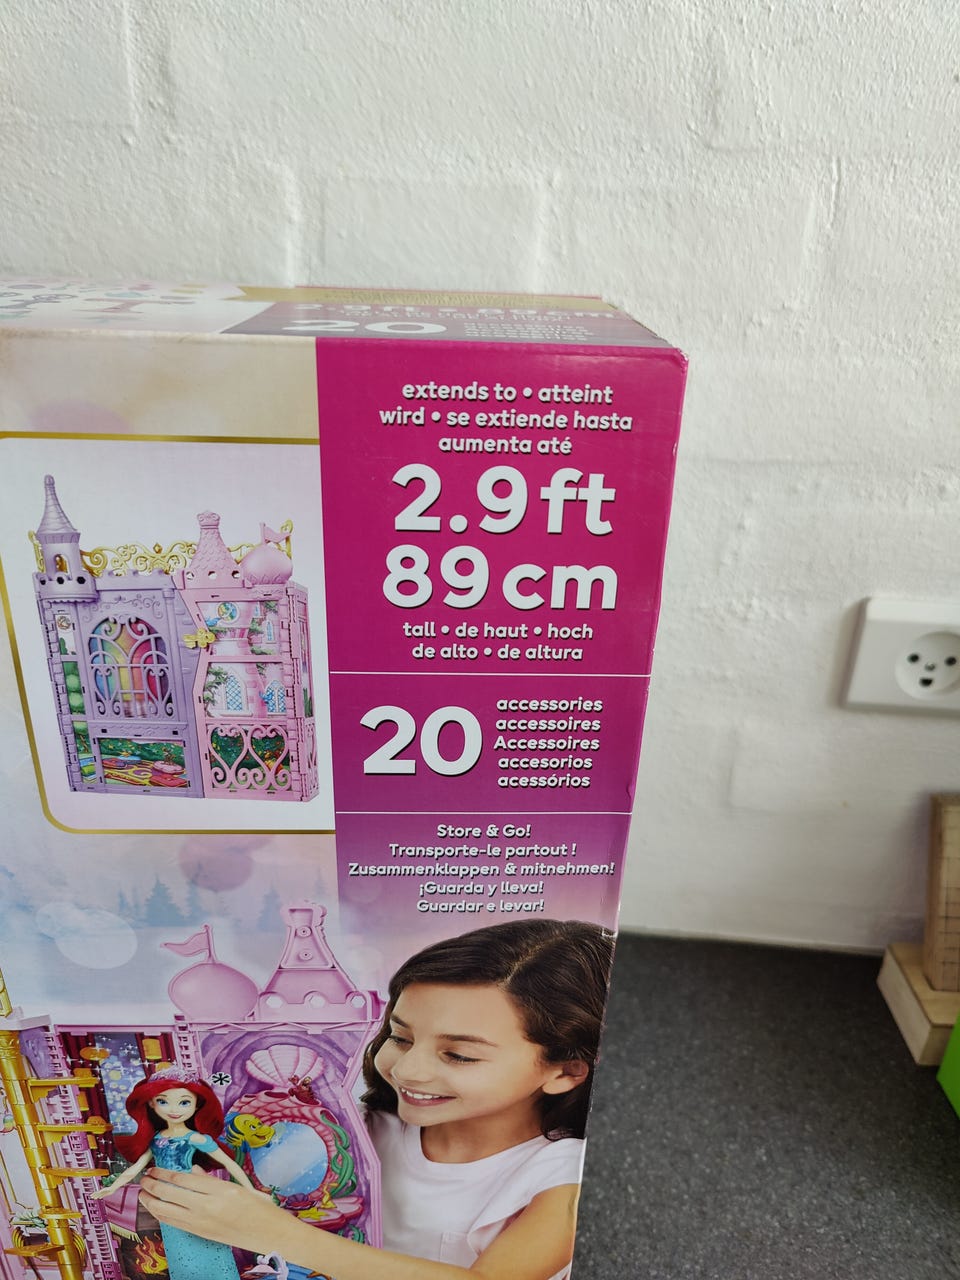 20
extends to • atteint
wird • se extiende hasta
aumenta até
2.9 ft
89 cm
tall • de haut • hoch
de alto • de altura
20
accessories
accessoires
Accessoires
accesorios
acessórios
Store & Go!
Transporte-le partout !
Zusammenklappen & mitnehmen!
¡Guarda y lleva!
Guardar e levar!
*